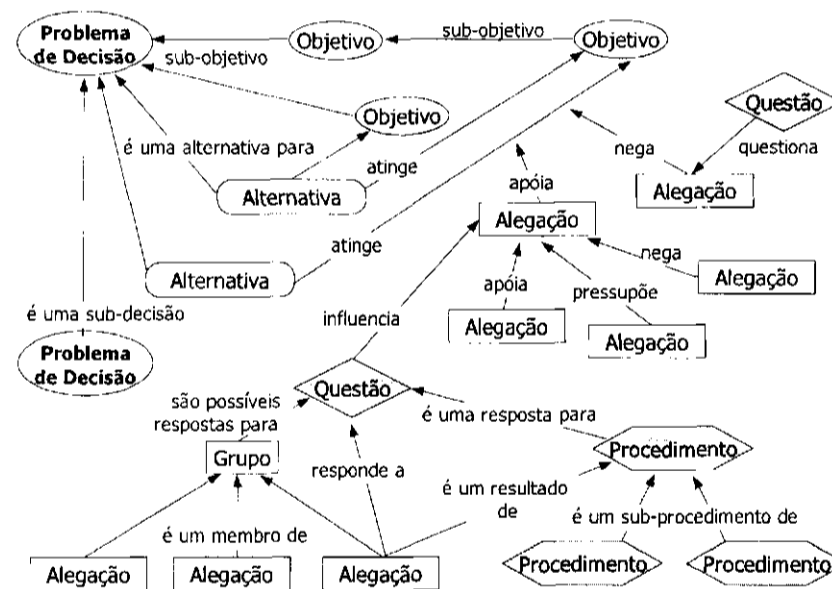 Problema
de Decisão
Objetivo
sub-objetivo
Objetivo
sub-objetivo
Objetivo
Questão
é uma alternativa para
atinge
nega
questiona
Alternativa
apóia
Alegação
Alegação
atinge
nega
Alternativa
Alegação
apóia
pressupõe
é uma sub-decisão
influencia
Alegação
Alegação
Problema
de Decisão
Questão
são possíveis
respostas para
é uma resposta para
Grupo
responde a
Procedimento
é um resultado
de
é um membro de
é um sub-procedimento de
Alegação
Alegação
Alegação
Procedimento
Procedimento